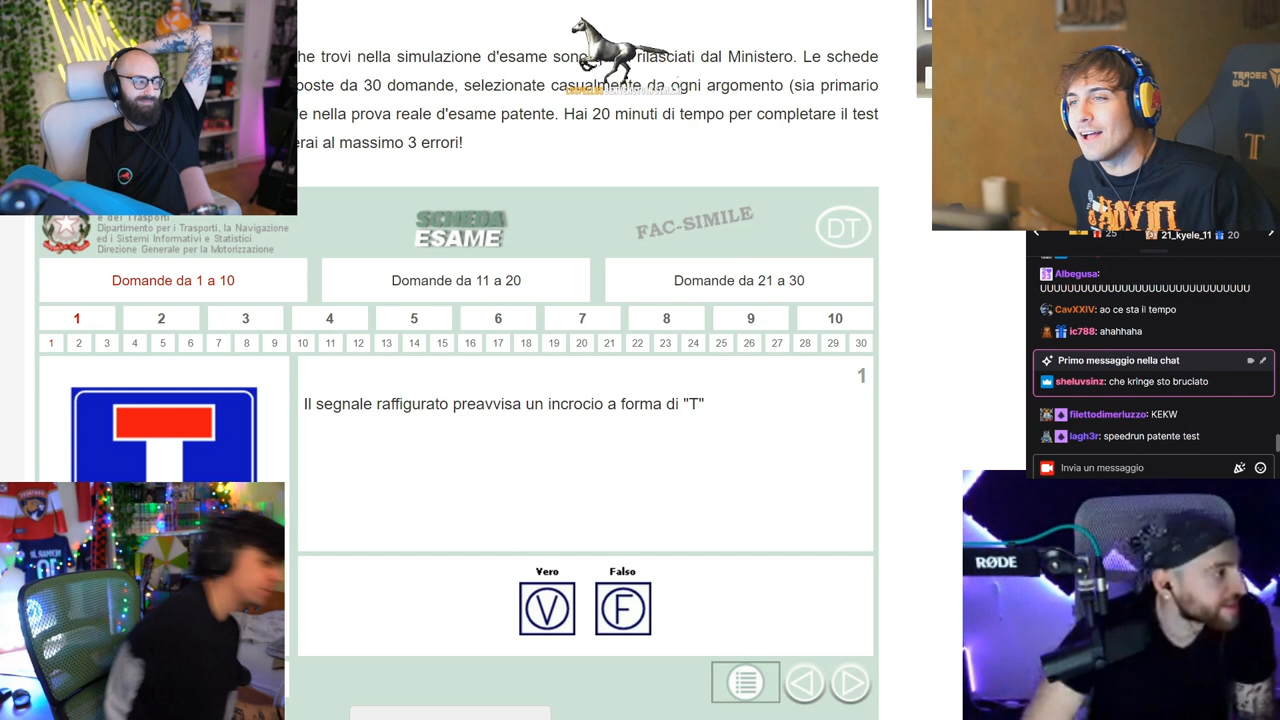 he trovi nella simulazione d'esame sono rilasciati dal Ministero. Le schede
poste da 30 domande, selezionate casualmente da ogni argomento (sia primario
e nella prova reale d'esame patente. Hai 20 minuti di tempo per completare il test
erai al massimo 3 errori!
e dei Trasporti
Dipartimento per i Trasporti, la Navigazione
ed i Sistemi Informativi e Statistici
Direzione Generale per la Motorizzazione
SCHEDA
ESAME
FAC-SIMILE
DT
Domande da 1 a 10
Domande da 11 a 20
Domande da 21 a 30
1 2 3 4 5 6 7 8 9 10
1 2 3 4 5 6 7 8 9 10 11 12 13 14 15 16 17 18 19 20 21 22 23 24 25 26 27 28 29 30
1
Il segnale raffigurato preavvisa un incrocio a forma di "T"
Vero
Falso
V
F
25
21_kyele_11 20
Albegusa:
UUUUUUUUUUUUUUUUUUUUUUUUUUUUUU
CavXXIV: ao ce sta il tempo
ic788: ahahhaha
Primo messaggio nella chat
sheluvsinz: che kringe sto bruciato
filettodimerluzzo: KEKW
lagh3r: speedrun patente test
Invia un messaggio
SECRET
LAB
RØDE